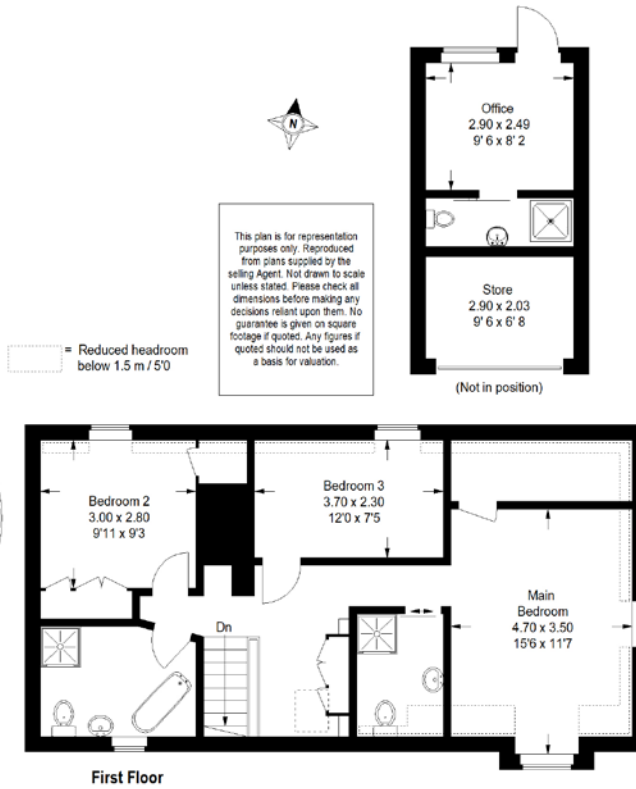 Office
2.90 x 2.49
9' 6 x 8' 2
N
This plan is for representation
purposes only. Reproduced
from plans supplied by the
selling Agent. Not drawn to scale
unless stated. Please check all
dimensions before making any
decisions reliant upon them. No
guarantee is given on square
footage if quoted. Any figures if
quoted should not be used as
a basis for valuation.
Store
2.90 x 2.03
9' 6 x 6' 8
= Reduced headroom
below 1.5 m / 5'0
(Not in position)
Bedroom 2
3.00 x 2.80
9'11 x 9'3
Bedroom 3
3.70 x 2.30
12'0 x 7'5
Main
Bedroom
4.70 x 3.50
15'6 x 11'7
Dn
First Floor